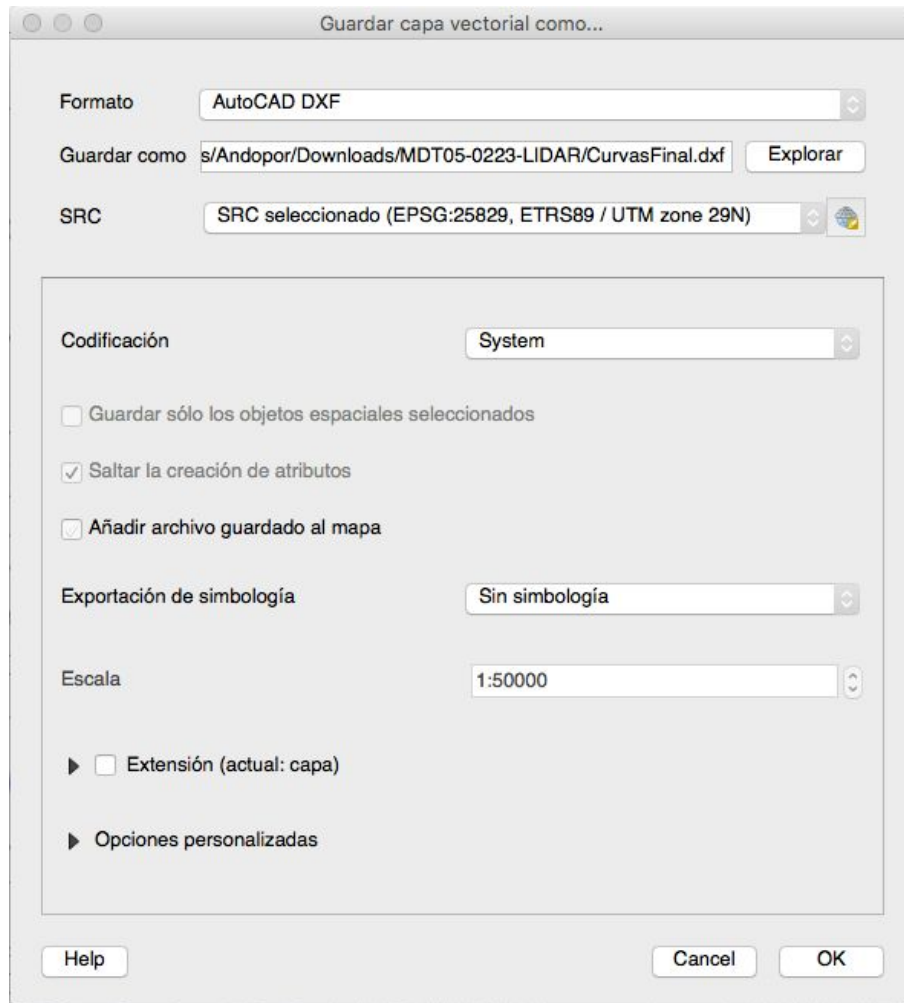 Guardar capa vectorial como...
Formato AutoCAD DXF
Guardar como s/Andopor/Downloads/MDT05-0223-LIDAR/CurvasFinal.dxf Explorar
SRC SRC seleccionado (EPSG:25829, ETRS89 / UTM zone 29N)
Codificación System
Guardar sólo los objetos espaciales seleccionados
Saltar la creación de atributos
Añadir archivo guardado al mapa
Exportación de simbología Sin simbología
Escala 1:50000
Extensión (actual: capa)
Opciones personalizadas
Help Cancel OK